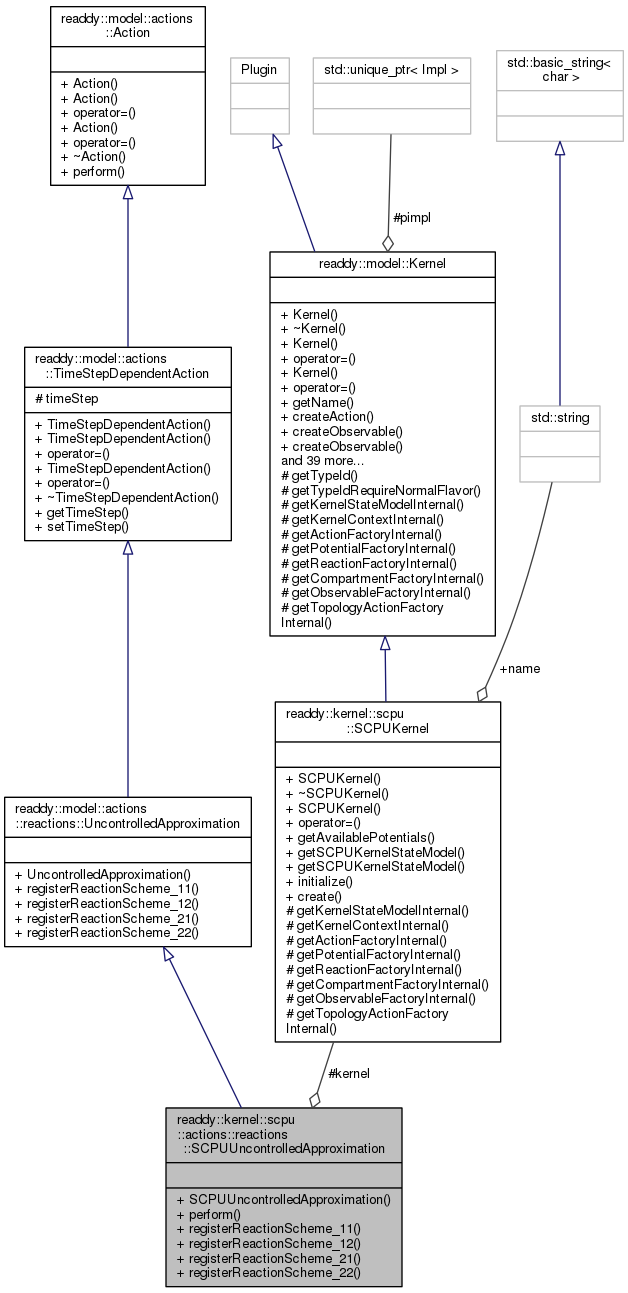 readdy::model::actions
::Action
+ Action()
+ Action()
+ operator=()
+ Action()
+ operator=()
+ ~Action()
+ perform()
Plugin
std::unique_ptr< Impl >
std::basic_string<
char >
#pimpl
readdy::model::Kernel
+ Kernel()
+ ~Kernel()
+ Kernel()
+ operator=()
+ Kernel()
+ operator=()
+ getName()
+ createAction()
+ createObservable()
+ createObservable()
and 39 more...
# getTypeId()
# getTypeIdRequireNormalFlavor()
# getKernelStateModelInternal()
# getKernelContextInternal()
# getActionFactoryInternal()
# getPotentialFactoryInternal()
# getReactionFactoryInternal()
# getCompartmentFactoryInternal()
# getObservableFactoryInternal()
# getTopologyActionFactory
Internal()
readdy::model::actions
::TimeStepDependentAction
# timeStep
+ TimeStepDependentAction()
+ TimeStepDependentAction()
+ operator=()
+ TimeStepDependentAction()
+ operator=()
+ ~TimeStepDependentAction()
+ getTimeStep()
+ setTimeStep()
std::string
+name
readdy::kernel::scpu
::SCPUKernel
+ SCPUKernel()
+ ~SCPUKernel()
+ SCPUKernel()
+ operator=()
+ getAvailablePotentials()
+ getSCPUKernelStateModel()
+ getSCPUKernelStateModel()
+ initialize()
+ create()
# getKernelStateModelInternal()
# getKernelContextInternal()
# getActionFactoryInternal()
# getPotentialFactoryInternal()
# getReactionFactoryInternal()
# getCompartmentFactoryInternal()
# getObservableFactoryInternal()
# getTopologyActionFactory
Internal()
readdy::model::actions
::reactions::UncontrolledApproximation
+ UncontrolledApproximation()
+ registerReactionScheme_11()
+ registerReactionScheme_12()
+ registerReactionScheme_21()
+ registerReactionScheme_22()
#kernel
readdy::kernel::scpu
::actions::reactions
::SCPUUncontrolledApproximation
+ SCPUUncontrolledApproximation()
+ perform()
+ registerReactionScheme_11()
+ registerReactionScheme_12()
+ registerReactionScheme_21()
+ registerReactionScheme_22()